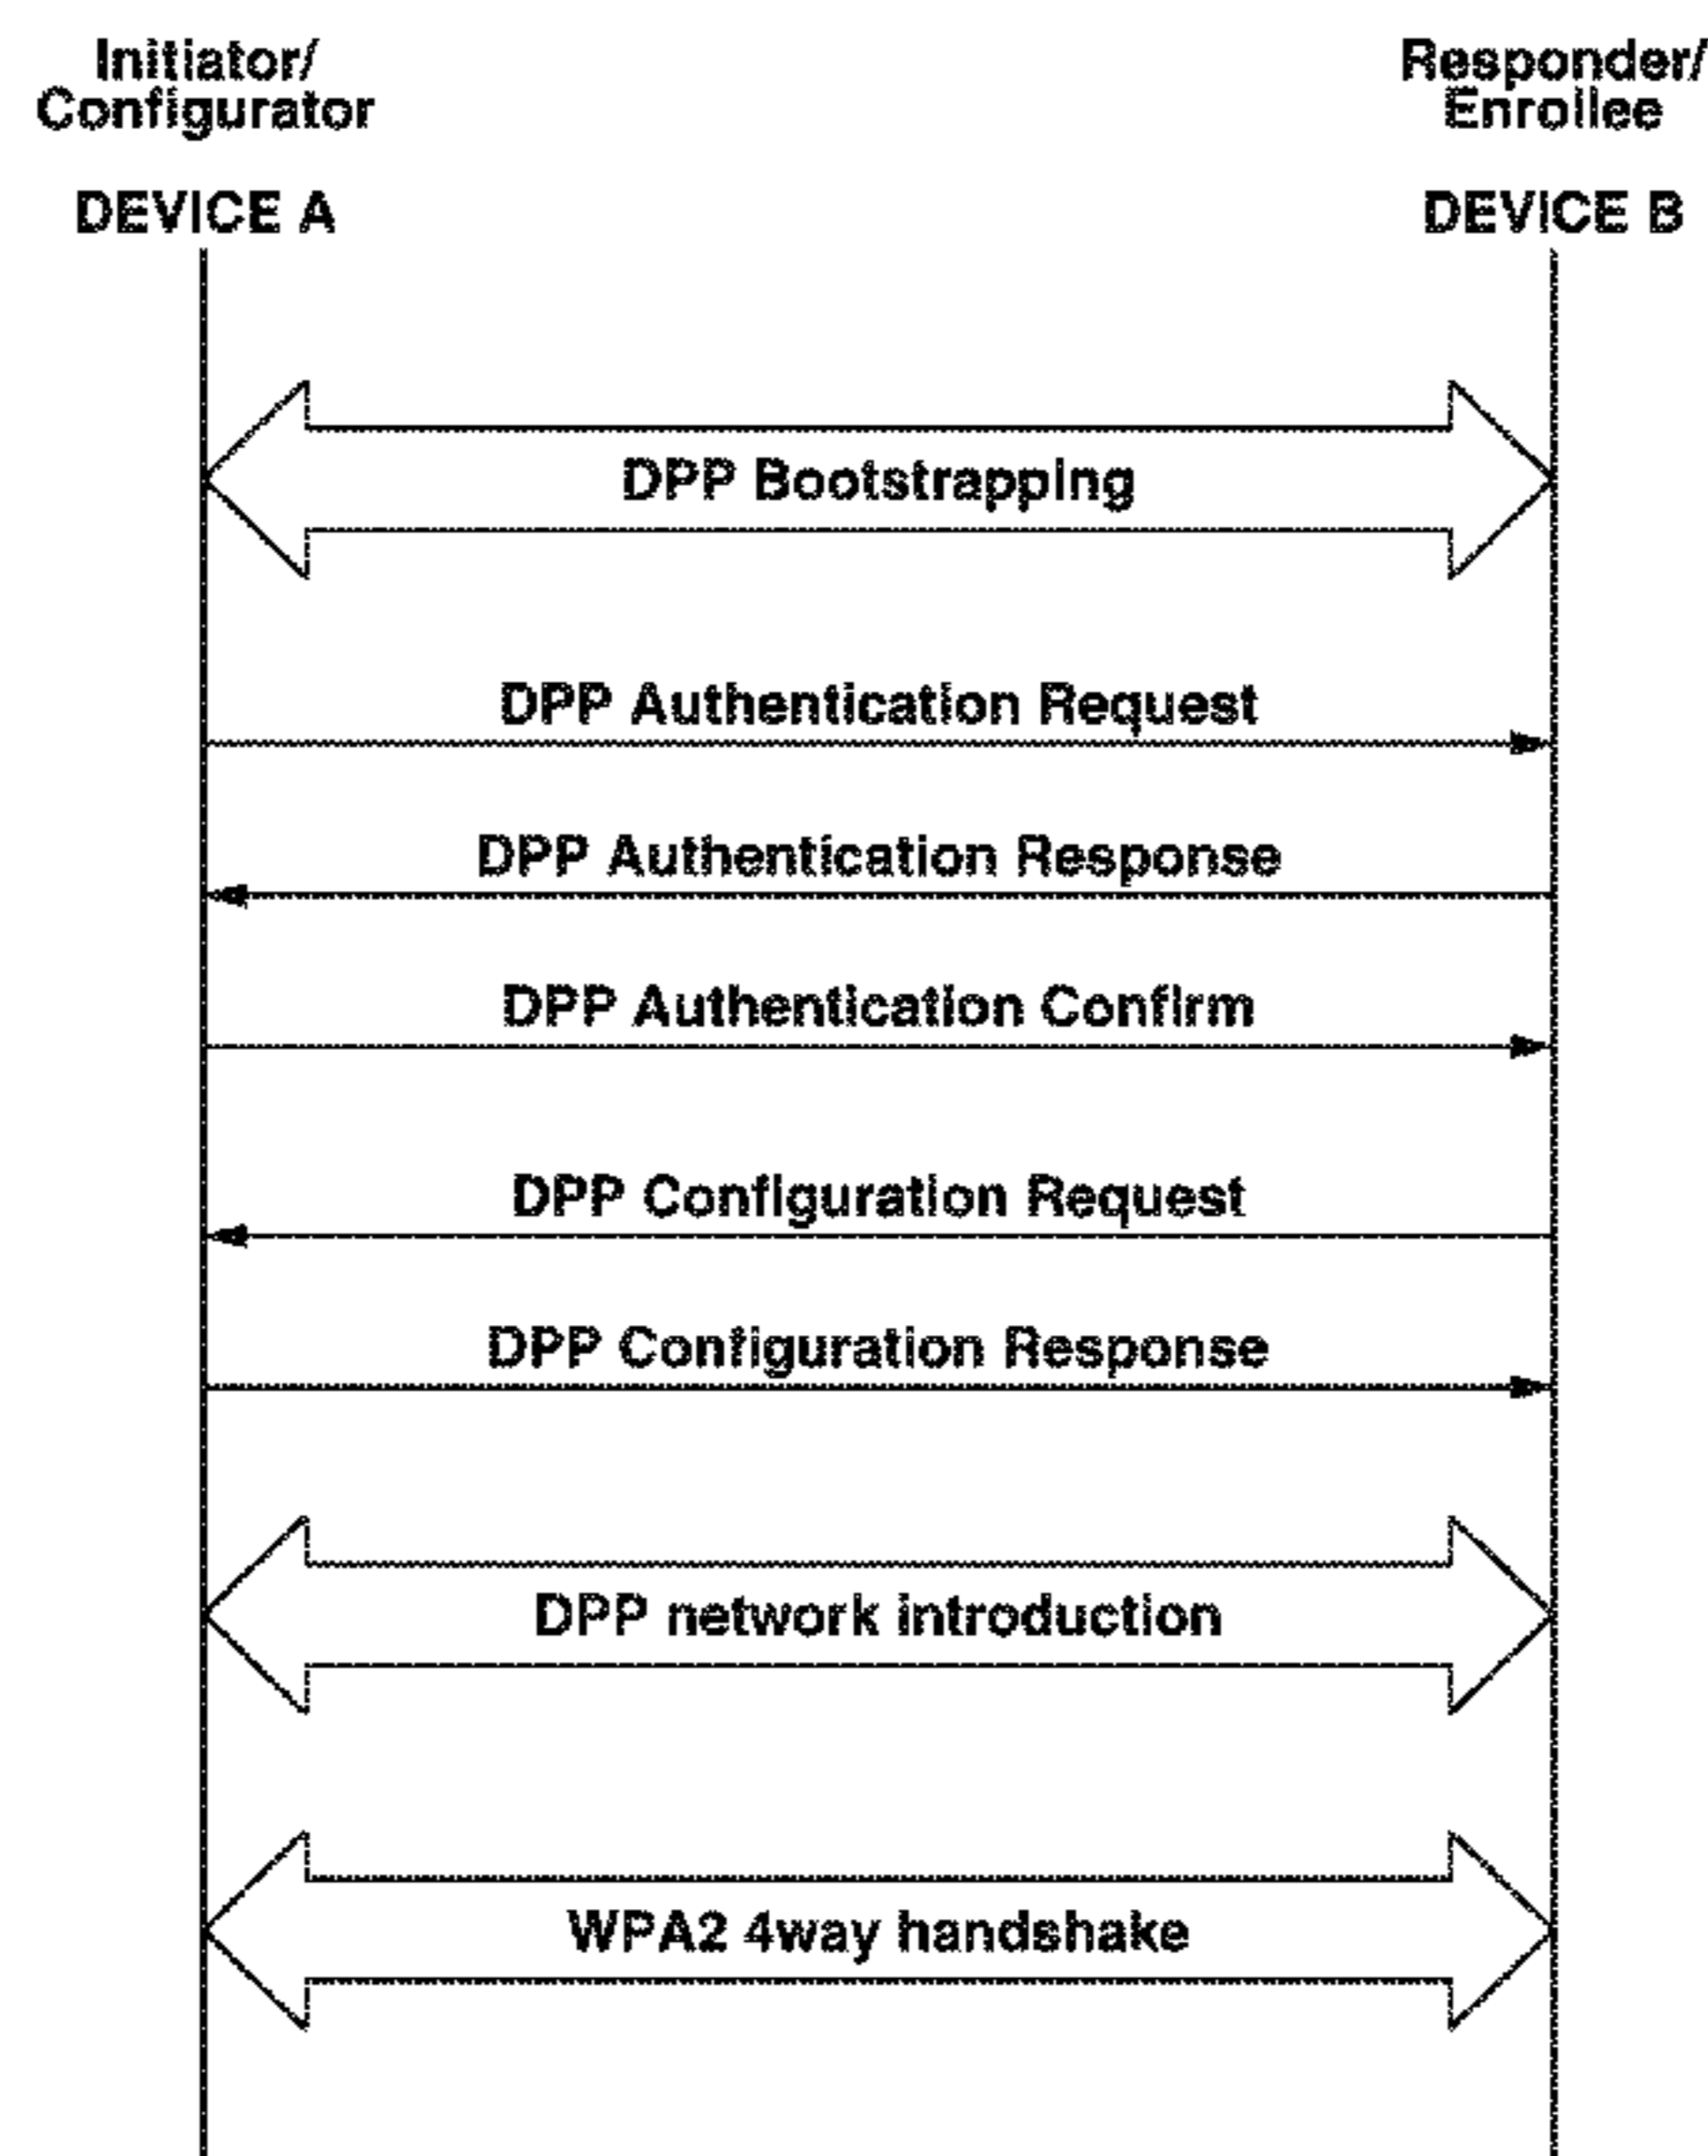 Initiator/
Configurator
Responder/
Enrollee
DEVICE A
DEVICE B
DPP Bootstrapping
DPP Authentication Request
DPP Authentication Response
DPP Authentication Confirm
DPP Configuration Request
DPP Configuration Response
DPP network introduction
WPA2 4way handshake